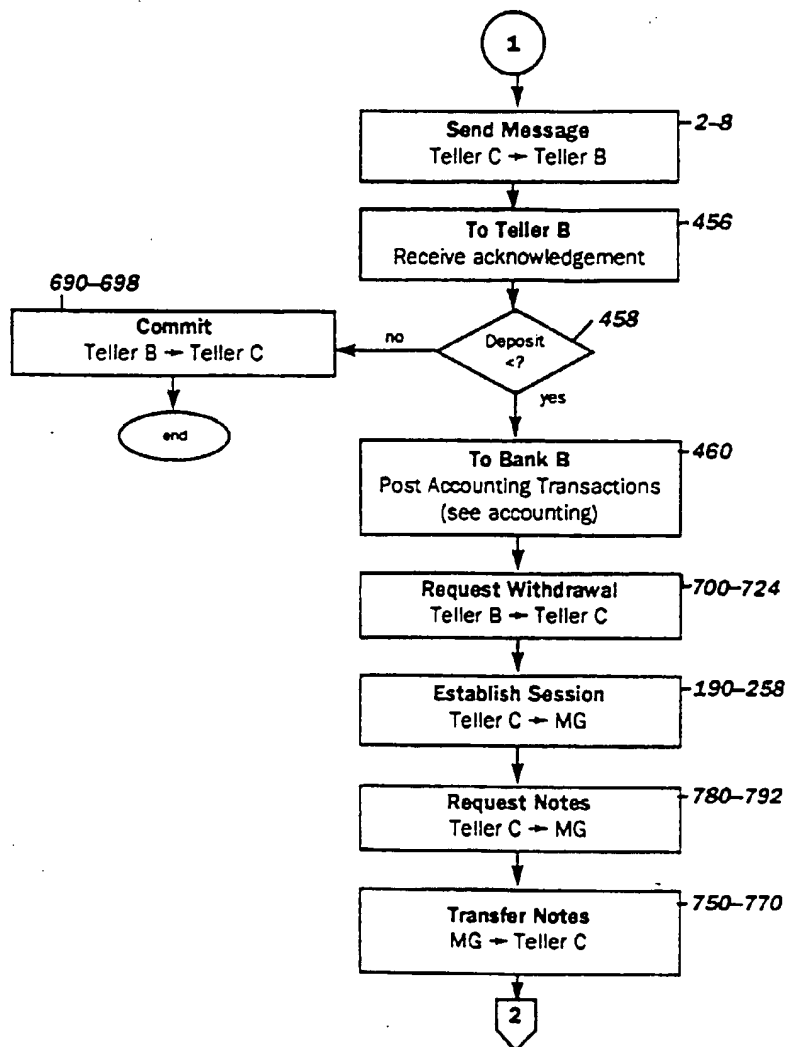 1
Send Message
Teller C → Teller B
2–8
To Teller B
Receive acknowledgement
456
690–698
Commit
Teller B → Teller C
end
no
Deposit
<?
458
yes
To Bank B
Post Accounting Transactions
(see accounting)
460
Request Withdrawal
Teller B → Teller C
700–724
Establish Session
Teller C → MG
190–258
Request Notes
Teller C → MG
780–792
Transfer Notes
MG → Teller C
750–770
2